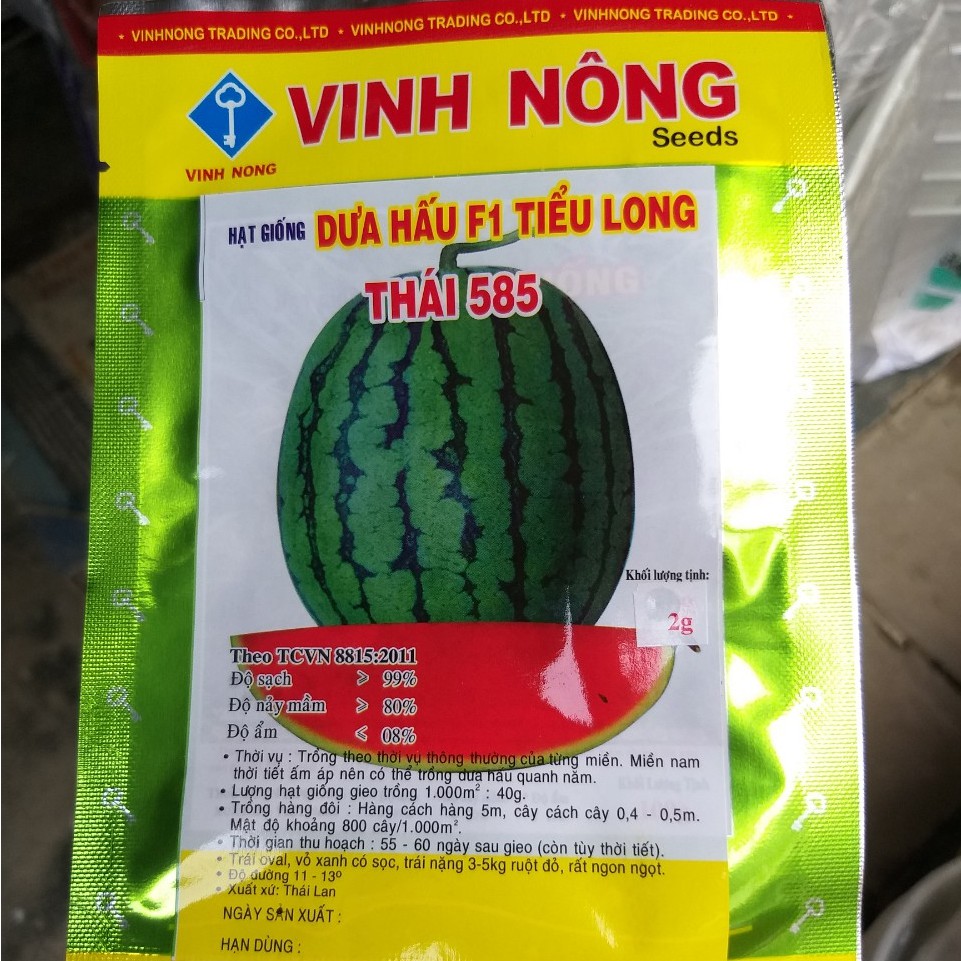 VINHNONG TRADING CO.,LTD * VINHNONG TRADING CO.,LTD * VINHNONG TRADING CO.,LTD
VINH NÔNG
Seeds
VINH NONG
HẠT GIỐNG DƯA HẤU F1 TIỂU LONG
THÁI 585
Khối lượng tịnh:
2g
Theo TCVN 8815:2011
Độ sạch > 99%
Độ nảy mầm > 80%
Độ ẩm < 08%
• Thời vụ : Trồng theo thời vụ thông thường của từng miền. Miền nam
thời tiết ấm áp nên có thể trồng dưa hấu quanh năm.
• Lượng hạt giống gieo trồng 1.000m² : 40g.
• Trồng hàng đôi : Hàng cách hàng 5m, cây cách cây 0,4 - 0,5m.
Mật độ khoảng 800 cây/1.000m².
• Thời gian thu hoạch : 55 - 60 ngày sau gieo (còn tùy thời tiết).
• Trái oval, vỏ xanh có sọc, trái nặng 3-5kg ruột đỏ, rất ngon ngọt.
• Độ đường 11 - 13º
• Xuất xứ: Thái Lan
NGÀY SẢN XUẤT :
HẠN DÙNG :